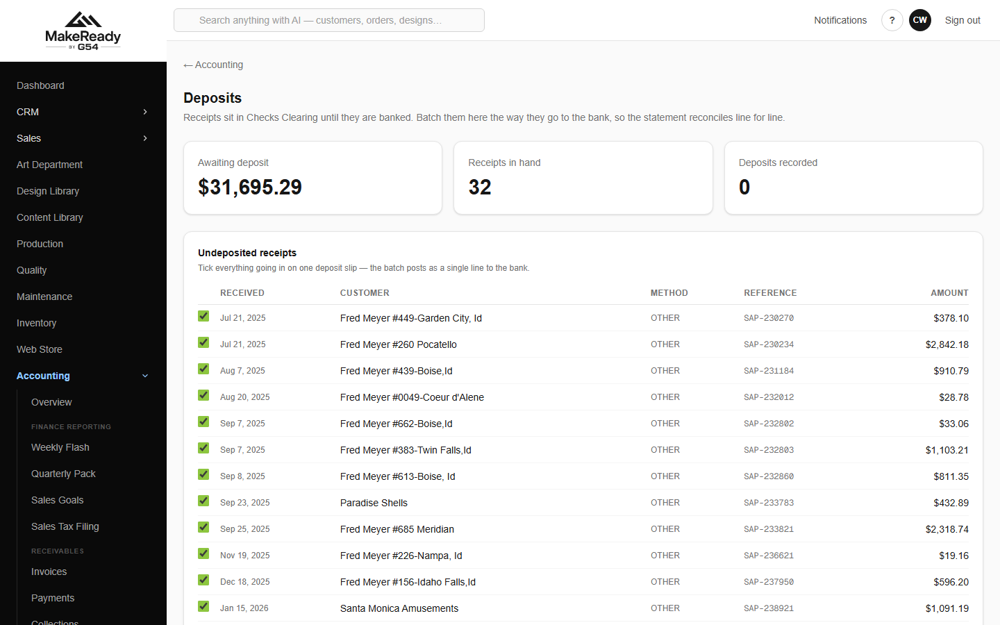 MakeReady
BY G54
Search anything with AI — customers, orders, designs...
Notifications
?
CW
Sign out
Dashboard
CRM
Sales
Art Department
Design Library
Content Library
Production
Quality
Maintenance
Inventory
Web Store
Accounting
Overview
FINANCE REPORTING
Weekly Flash
Quarterly Pack
Sales Goals
Sales Tax Filing
RECEIVABLES
Invoices
Payments
Collections
← Accounting
Deposits
Receipts sit in Checks Clearing until they are banked. Batch them here the way they go to the bank, so the statement reconciles line for line.
Awaiting deposit
$31,695.29
Receipts in hand
32
Deposits recorded
0
Undeposited receipts
Tick everything going in on one deposit slip — the batch posts as a single line to the bank.
RECEIVED CUSTOMER METHOD REFERENCE AMOUNT
Jul 21, 2025 Fred Meyer #449-Garden City, Id OTHER SAP-230270 $378.10
Jul 21, 2025 Fred Meyer #260 Pocatello OTHER SAP-230234 $2,842.18
Aug 7, 2025 Fred Meyer #439-Boise,Id OTHER SAP-231184 $910.79
Aug 20, 2025 Fred Meyer #0049-Coeur d'Alene OTHER SAP-232012 $28.78
Sep 7, 2025 Fred Meyer #662-Boise,Id OTHER SAP-232802 $33.06
Sep 7, 2025 Fred Meyer #383-Twin Falls,Id OTHER SAP-232803 $1,103.21
Sep 8, 2025 Fred Meyer #613-Boise, Id OTHER SAP-232860 $811.35
Sep 23, 2025 Paradise Shells OTHER SAP-233783 $432.89
Sep 25, 2025 Fred Meyer #685 Meridian OTHER SAP-233821 $2,318.74
Nov 19, 2025 Fred Meyer #226-Nampa, Id OTHER SAP-236621 $19.16
Dec 18, 2025 Fred Meyer #156-Idaho Falls,Id OTHER SAP-237950 $596.20
Jan 15, 2026 Santa Monica Amusements OTHER SAP-238921 $1,091.19